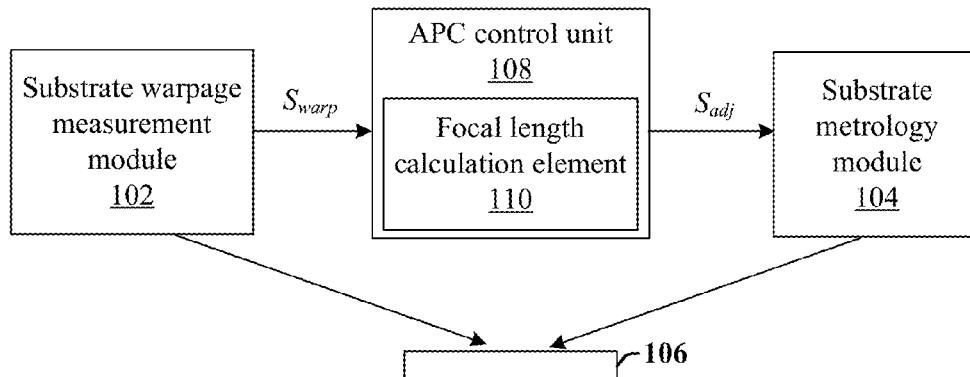 Substrate warpage
measurement
module
102
S_warp
APC control unit
108
Focal length
calculation element
110
S_adj
Substrate
metrology
module
104
106